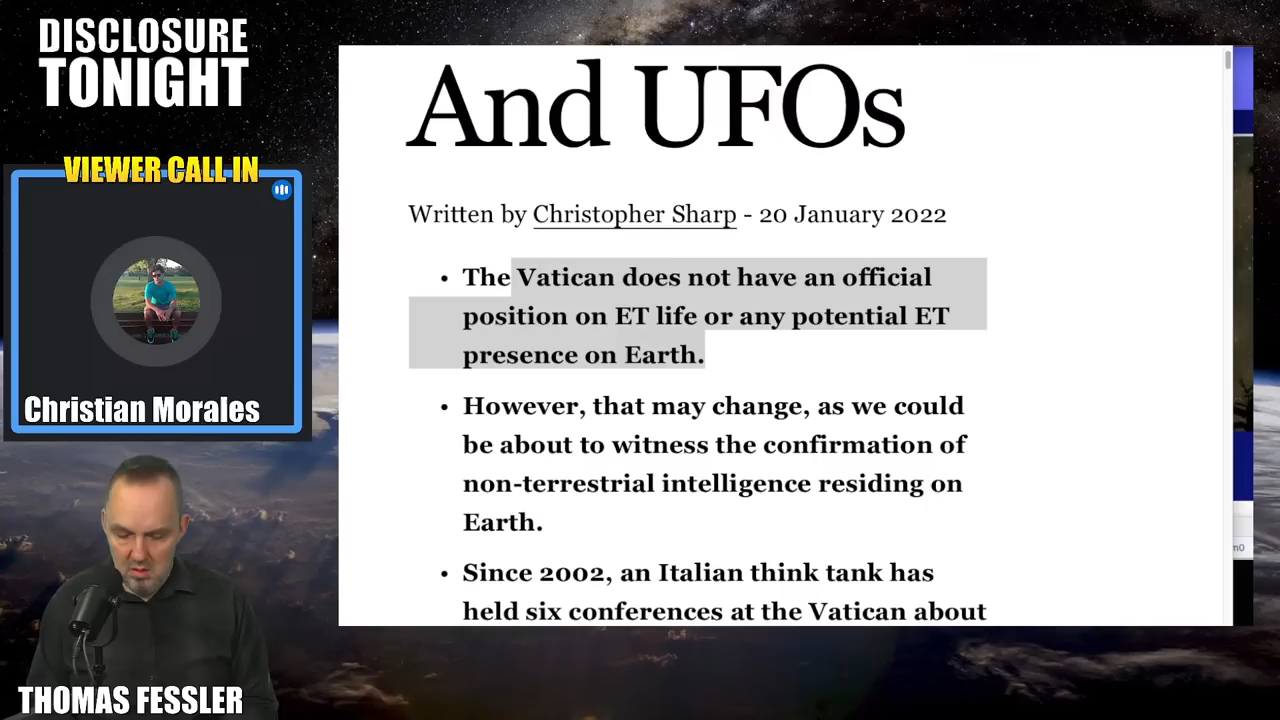 DISCLOSURE
TONIGHT
VIEWER CALL IN
Christian Morales
THOMAS FESSLER
And UFOs
Written by Christopher Sharp - 20 January 2022
• The Vatican does not have an official
position on ET life or any potential ET
presence on Earth.
• However, that may change, as we could
be about to witness the confirmation of
non-terrestrial intelligence residing on
Earth.
• Since 2002, an Italian think tank has
held six conferences at the Vatican about